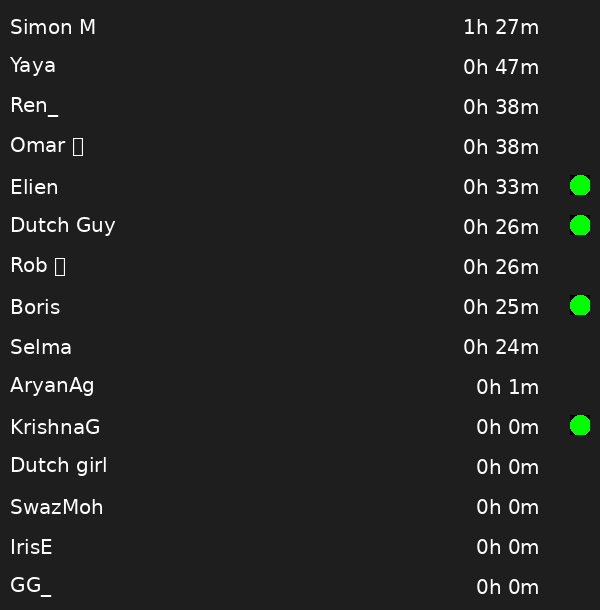 Simon M 1h 27m
Yaya 0h 47m
Ren_ 0h 38m
Omar 0h 38m
Elien 0h 33m
Dutch Guy 0h 26m
Rob 0h 26m
Boris 0h 25m
Selma 0h 24m
AryanAg 0h 1m
KrishnaG 0h 0m
Dutch girl 0h 0m
SwazMoh 0h 0m
IrisE 0h 0m
GG_ 0h 0m